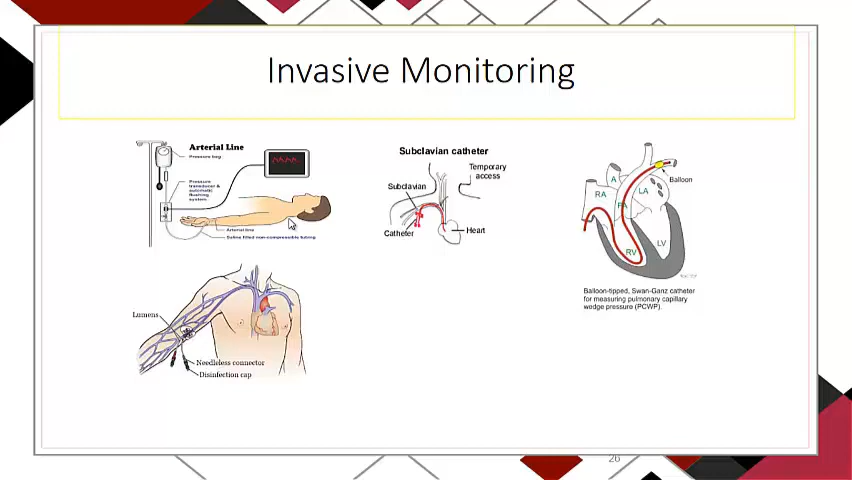 Invasive Monitoring
Arterial Line
Pressure bag
Pressure
transducer &
automatic
flushing
system
Arterial line
Saline filled non-compressible tubing
Subclavian catheter
Temporary
access
Subclavian
Catheter
Heart
Balloon
A
RA
LA
PA
LV
RV
Balloon-tipped, Swan-Ganz catheter
for measuring pulmonary capillary
wedge pressure (PCWP).
Lumens
Needleless connector
Disinfection cap
26